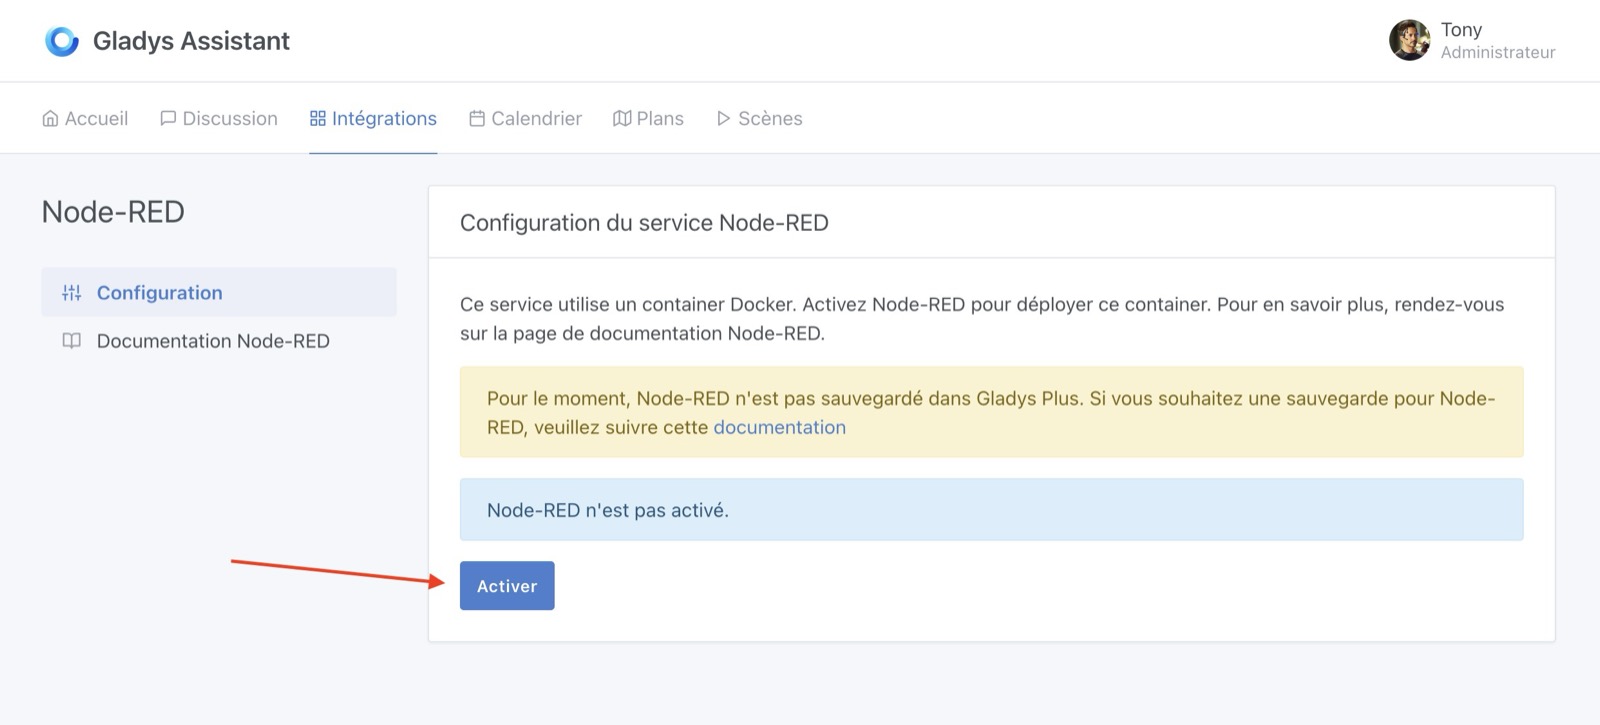 Gladys Assistant
Tony
Administrateur
Accueil
Discussion
Intégrations
Calendrier
Plans
Scènes
Node-RED
Configuration
Documentation Node-RED
Configuration du service Node-RED
Ce service utilise un container Docker. Activez Node-RED pour déployer ce container. Pour en savoir plus, rendez-vous
sur la page de documentation Node-RED.
Pour le moment, Node-RED n'est pas sauvegardé dans Gladys Plus. Si vous souhaitez une sauvegarde pour Node-
RED, veuillez suivre cette documentation
Node-RED n'est pas activé.
Activer